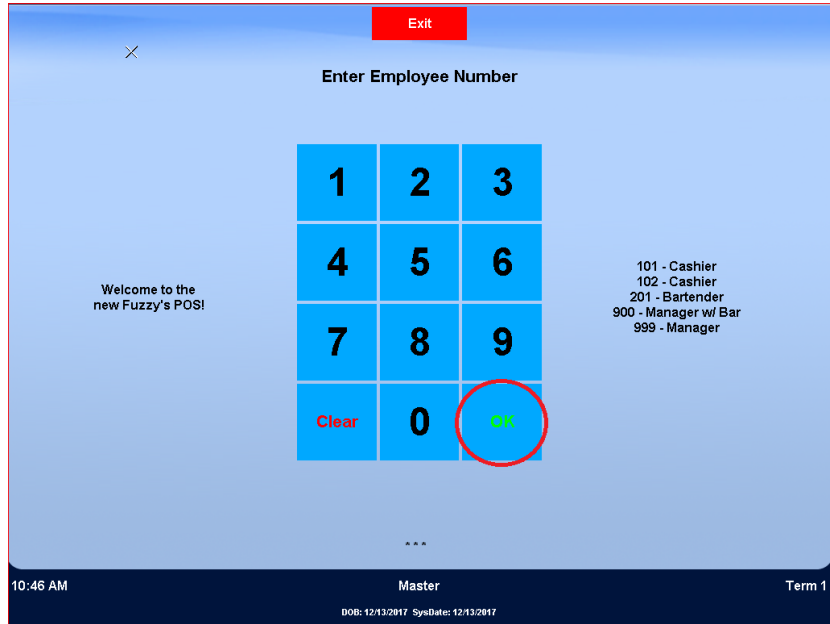 Exit
Enter Employee Number
1 2 3
4 5 6
7 8 9
Clear 0 OK
Welcome to the
new Fuzzy's POS!
101 - Cashier
102 - Cashier
201 - Bartender
900 - Manager w/ Bar
999 - Manager
***
10:46 AM Master Term 1
DOB: 12/13/2017 SysDate: 12/13/2017